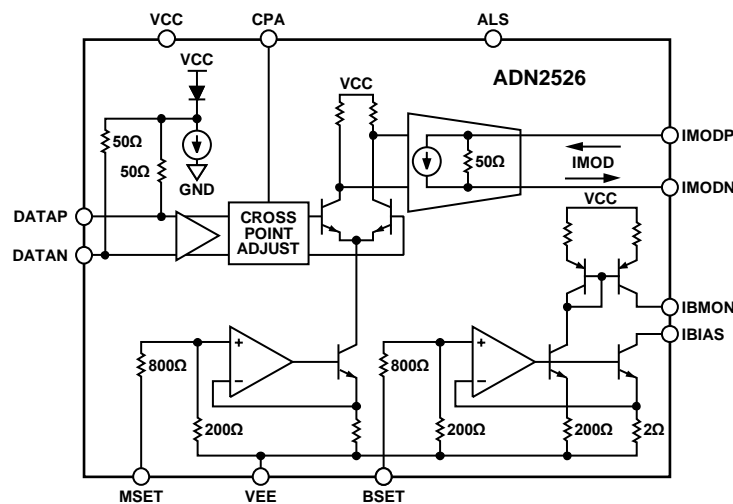 VCC CPA ALS
VCC
VCC
ADN2526
50Ω
50Ω
GND
50Ω
IMOD
IMODP
IMODN
DATAP
DATAN
CROSS
POINT
ADJUST
VCC
IBMON
IBIAS
800Ω
+
−
200Ω
800Ω
+
−
200Ω
200Ω
2Ω
MSET VEE BSET